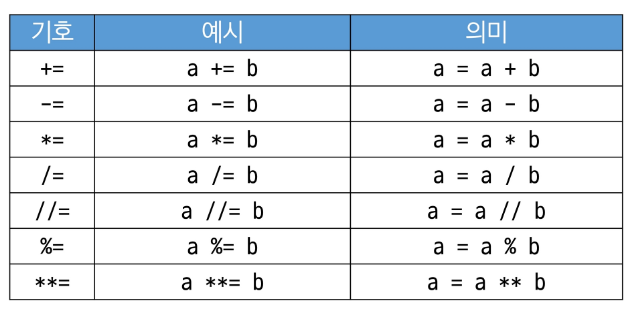 기호 예시 의미
+= a += b a = a + b
-= a -= b a = a - b
*= a *= b a = a * b
/= a /= b a = a / b
//= a //= b a = a // b
%= a %= b a = a % b
**= a **= b a = a ** b